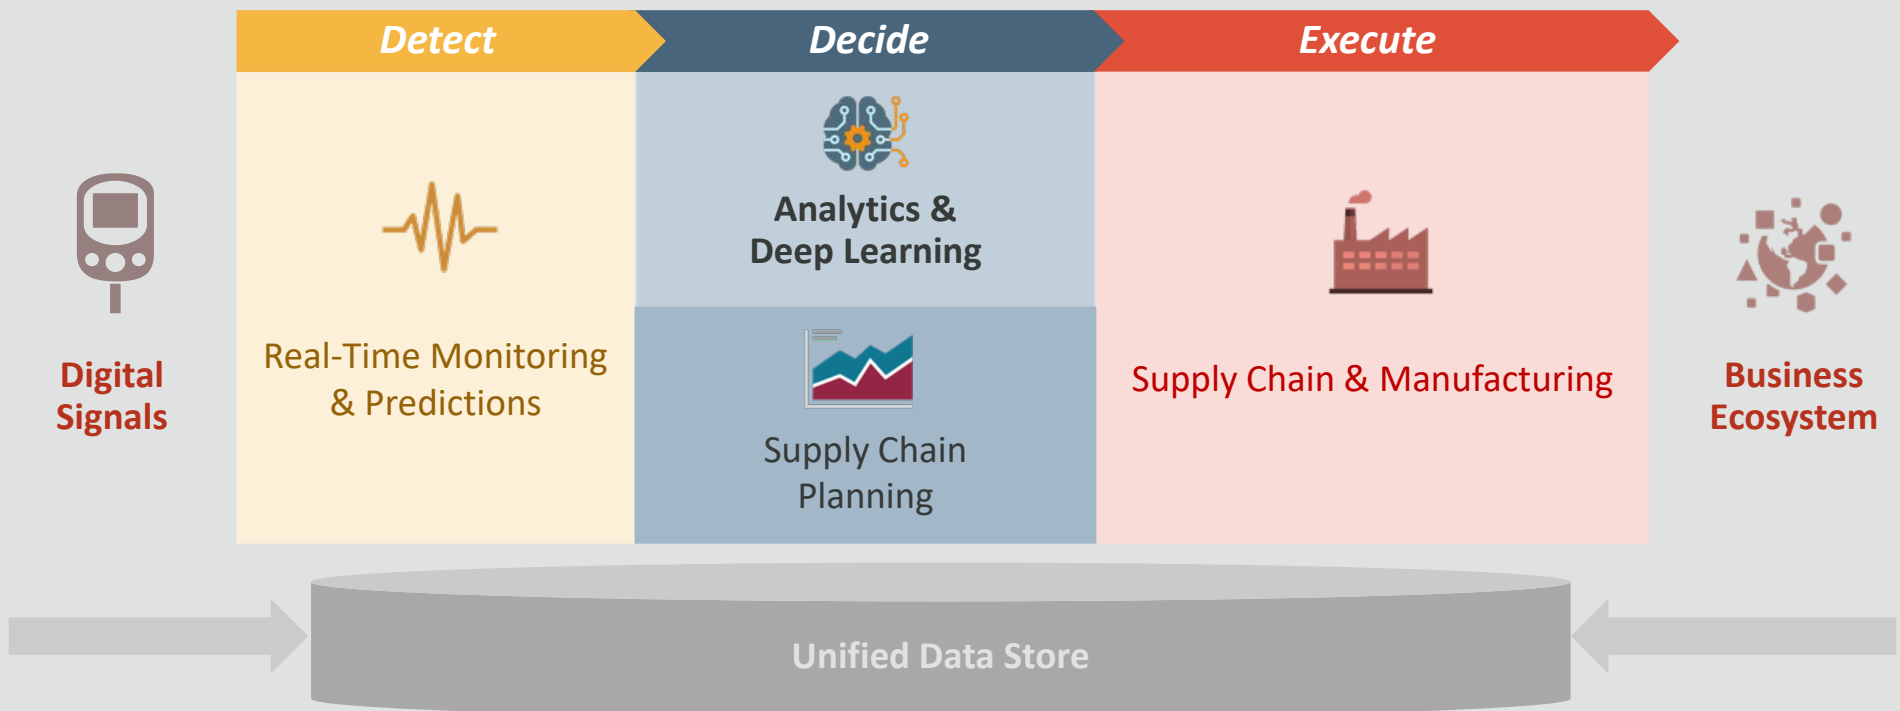 Detect
Decide
Execute
Digital
Signals
Real-Time Monitoring
& Predictions
Analytics &
Deep Learning
Supply Chain
Planning
Supply Chain & Manufacturing
Business
Ecosystem
Unified Data Store